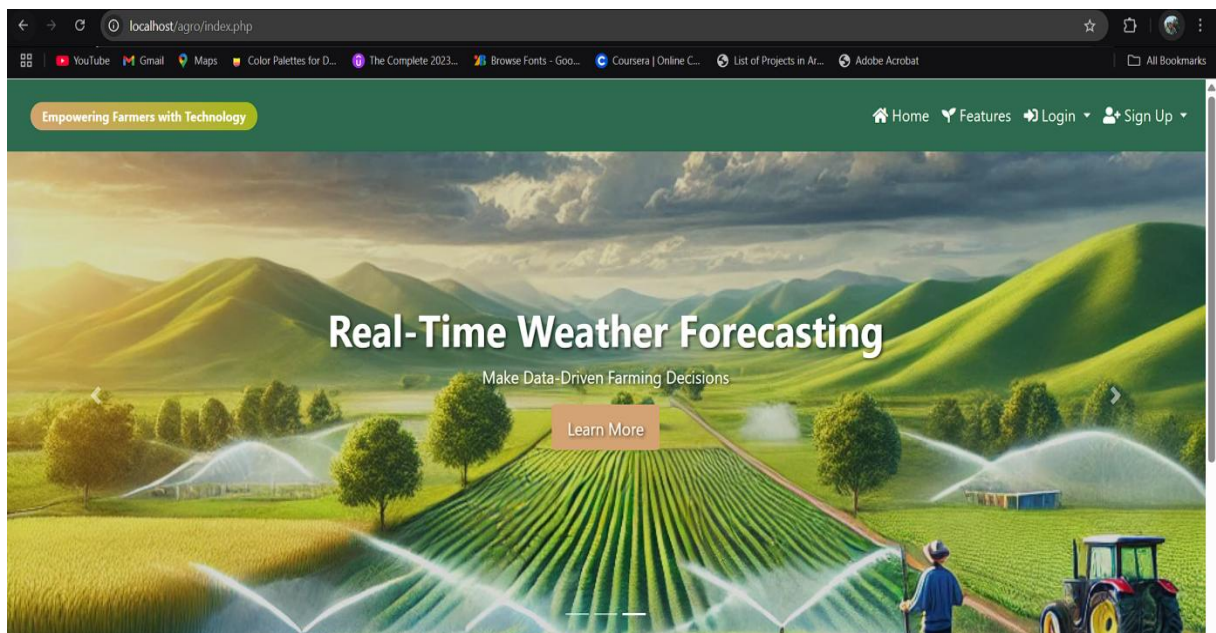 localhost/agro/index.php
YouTube Gmail Maps Color Palettes for D... The Complete 2023... Browse Fonts - Goo... Coursera | Online C... List of Projects in Ar... Adobe Acrobat All Bookmarks
Empowering Farmers with Technology Home Features Login Sign Up
Real-Time Weather Forecasting
Make Data-Driven Farming Decisions
Learn More